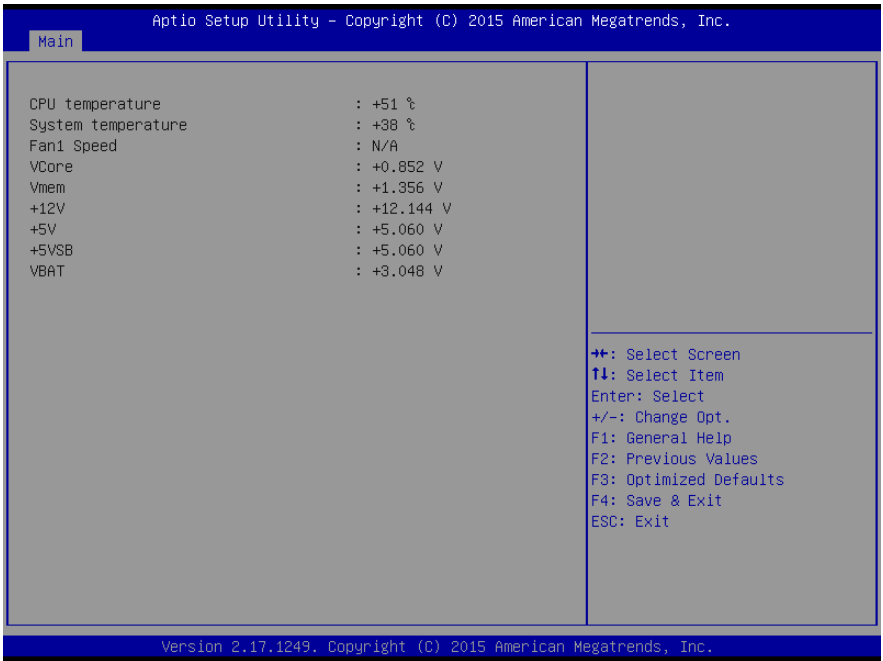 Aptio Setup Utility – Copyright (C) 2015 American Megatrends, Inc.
Main
CPU temperature : +51 ℃
System temperature : +38 ℃
Fan1 Speed : N/A
VCore : +0.852 V
Vmem : +1.356 V
+12V : +12.144 V
+5V : +5.060 V
+5VSB : +5.060 V
VBAT : +3.048 V
→←: Select Screen
↑↓: Select Item
Enter: Select
+/-: Change Opt.
F1: General Help
F2: Previous Values
F3: Optimized Defaults
F4: Save & Exit
ESC: Exit
Version 2.17.1249. Copyright (C) 2015 American Megatrends, Inc.